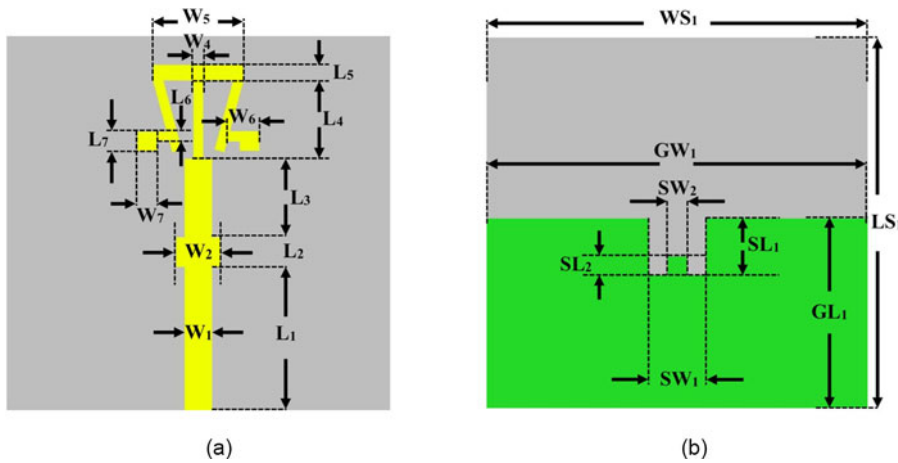 W₅
W₄
L₅
L₆
W₆
L₄
L₇
L₃
W₇
W₂
L₂
W₁
L₁
(a)
WS₁
GW₁
SW₂
LS₁
SL₁
SL₂
GL₁
SW₁
(b)